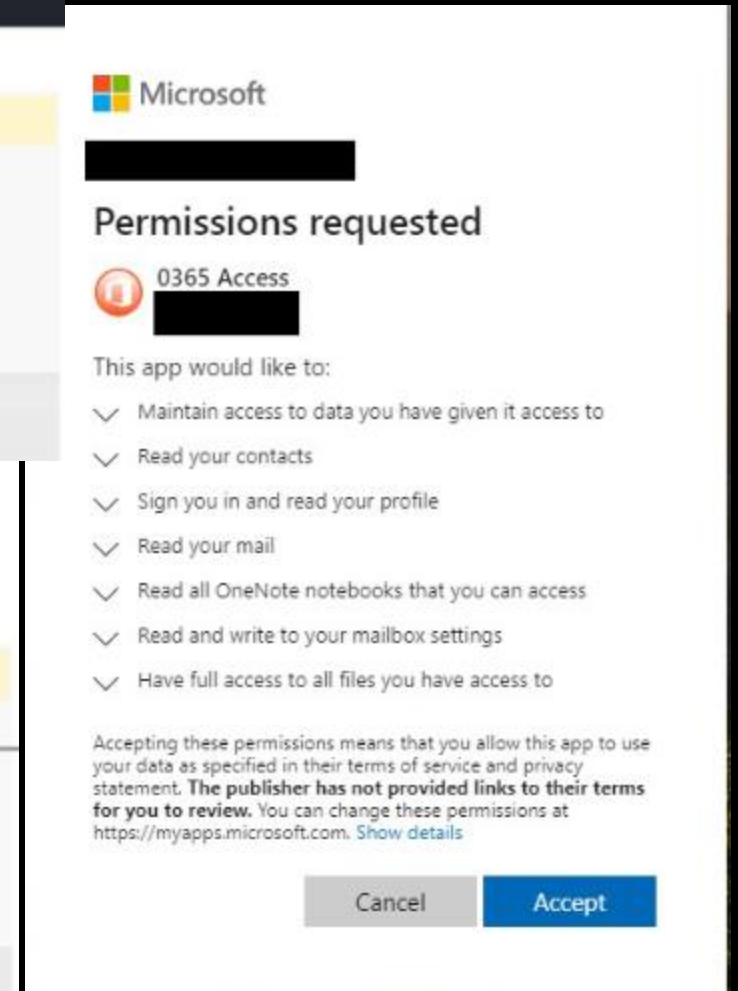 Microsoft
Permissions requested
0365 Access
This app would like to:
Maintain access to data you have given it access to
Read your contacts
Sign you in and read your profile
Read your mail
Read all OneNote notebooks that you can access
Read and write to your mailbox settings
Have full access to all files you have access to
Accepting these permissions means that you allow this app to use
your data as specified in their terms of service and privacy
statement. The publisher has not provided links to their terms
for you to review. You can change these permissions at
https://myapps.microsoft.com. Show details
Cancel Accept